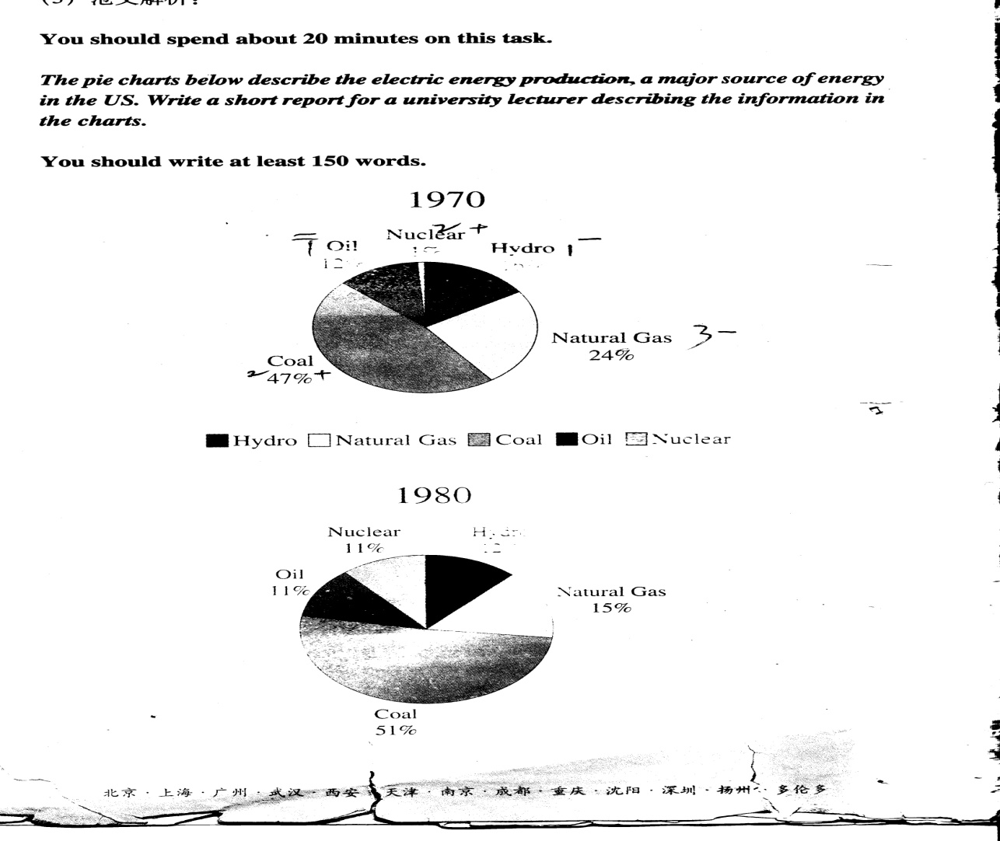 You should spend about 20 minutes on this task.
The pie charts below describe the electric energy production, a major source of energy
in the US. Write a short report for a university lecturer describing the information in
the charts.
You should write at least 150 words.
1970
Nuclear 2 +
Oil
Hydro 1 —
12
Natural Gas 3 —
24%
Coal
2 47% +
Hydro Natural Gas Coal Oil Nuclear
1980
Nuclear
11%
Oil
11%
Natural Gas
15%
Coal
51%
北京 · 上海 · 广州 · 武汉 · 西安 · 天津 · 南京 · 成都 · 重庆 · 沈阳 · 深圳 · 扬州 · 多伦多